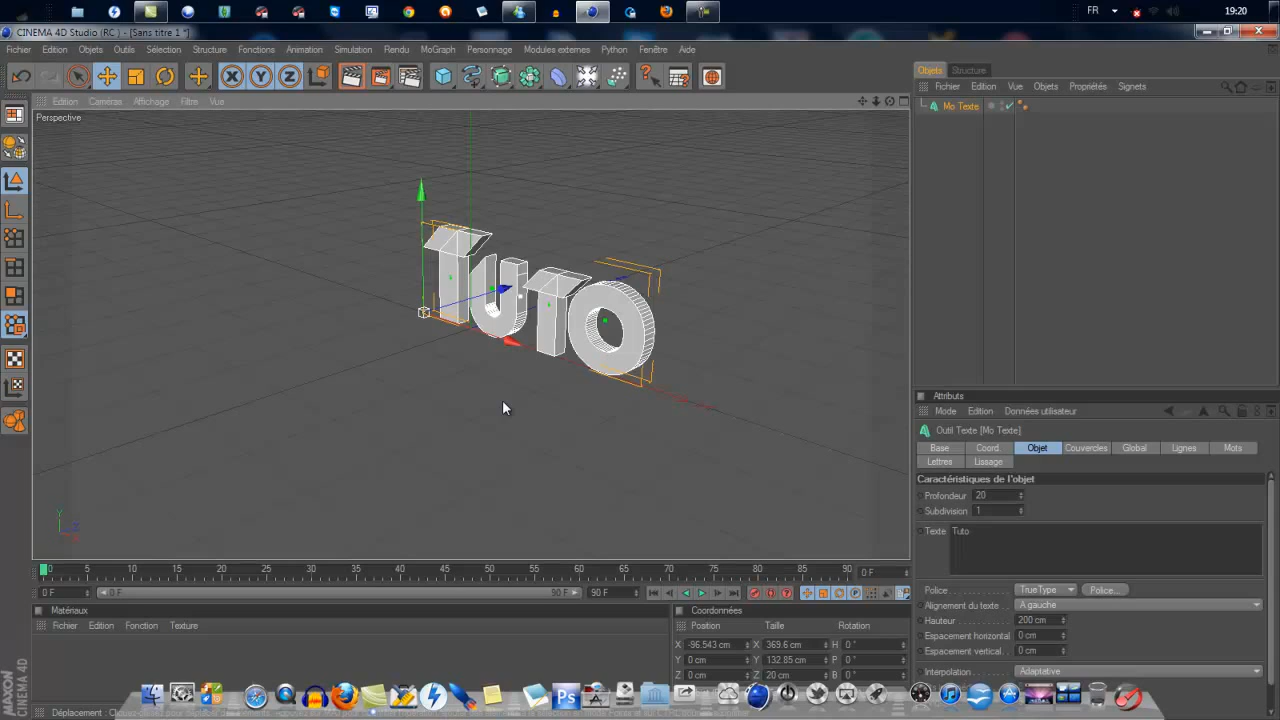 FR
19:20
CINEMA 4D Studio (RC) - [Sans titre 1 *]
Fichier Edition Objets Outils Sélection Structure Fonctions Animation Simulation Rendu MoGraph Personnage Modules externes Python Fenêtre Aide
X Y Z
Objets Structure
Fichier Edition Vue Objets Propriétés Signets
Mo Texte
Edition Caméras Affichage Filtre Vue
Perspective
Tuto
Y
Z
X
Attributs
Mode Edition Données utilisateur
Outil Texte [Mo Texte]
Base Coord. Objet Couvercles Global Lignes Mots
Lettres Lissage
Caractéristiques de l'objet
Profondeur 20
Subdivision 1
Texte Tuto
Police TrueType Police...
Alignement du texte A gauche
Hauteur 200 cm
Espacement horizontal 0 cm
Espacement vertical 0 cm
Interpolation Adaptative
0 5 10 15 20 25 30 35 40 45 50 55 60 65 70 75 80 85 90 0 F
0 F 0 F 90 F 90 F
Matériaux
Fichier Edition Fonction Texture
Coordonnées
Position Taille Rotation
X -96.543 cm X 369.6 cm H 0 °
Y 0 cm Y 132.85 cm P 0 °
Z 0 cm Z 20 cm B 0 °
MAXON
CINEMA 4D
Ps
Déplacement :